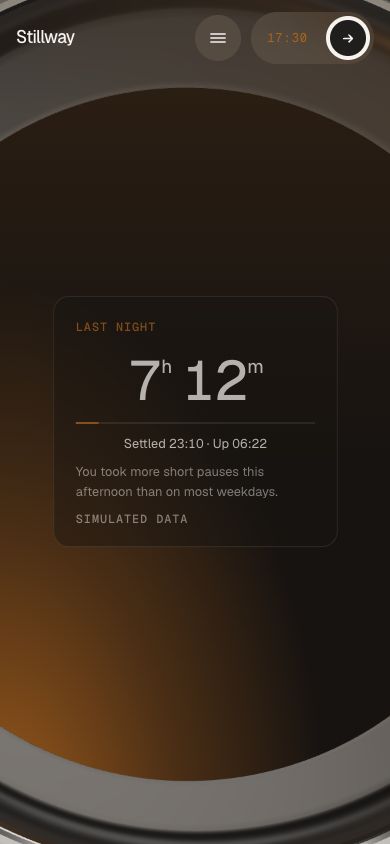 Stillway
17:30
LAST NIGHT
7h 12m
Settled 23:10 · Up 06:22
You took more short pauses this
afternoon than on most weekdays.
SIMULATED DATA